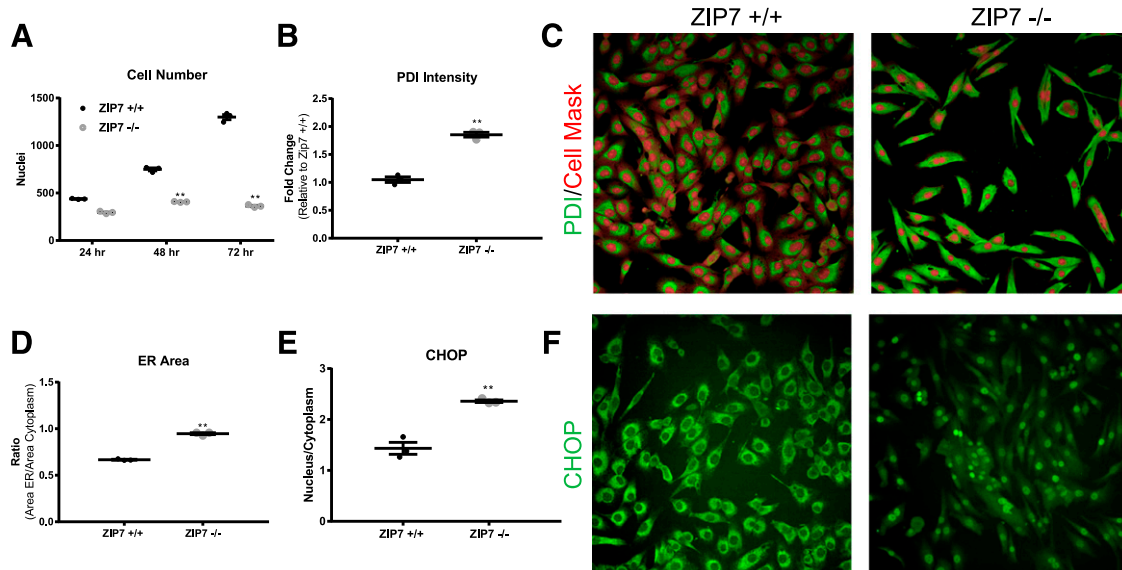 ZIP7 +/+
ZIP7 -/-
A
B
C
Cell Number
ZIP7 +/+
ZIP7 -/-
1500
1000
500
0
Nuclei
**
**
24 hr
48 hr
72 hr
PDI Intensity
2.5
2.0
1.5
1.0
0.5
0.0
Fold Change
(Relative to Zip7 +/+)
**
ZIP7 +/+
ZIP7 -/-
PDI/Cell Mask
D
E
F
ER Area
1.5
1.0
0.5
0.0
Ratio
(Area ER/Area Cytoplasm)
**
ZIP7 +/+
ZIP7 -/-
CHOP
3
2
1
0
Nucleus/Cytoplasm
**
ZIP7 +/+
ZIP7 -/-
CHOP